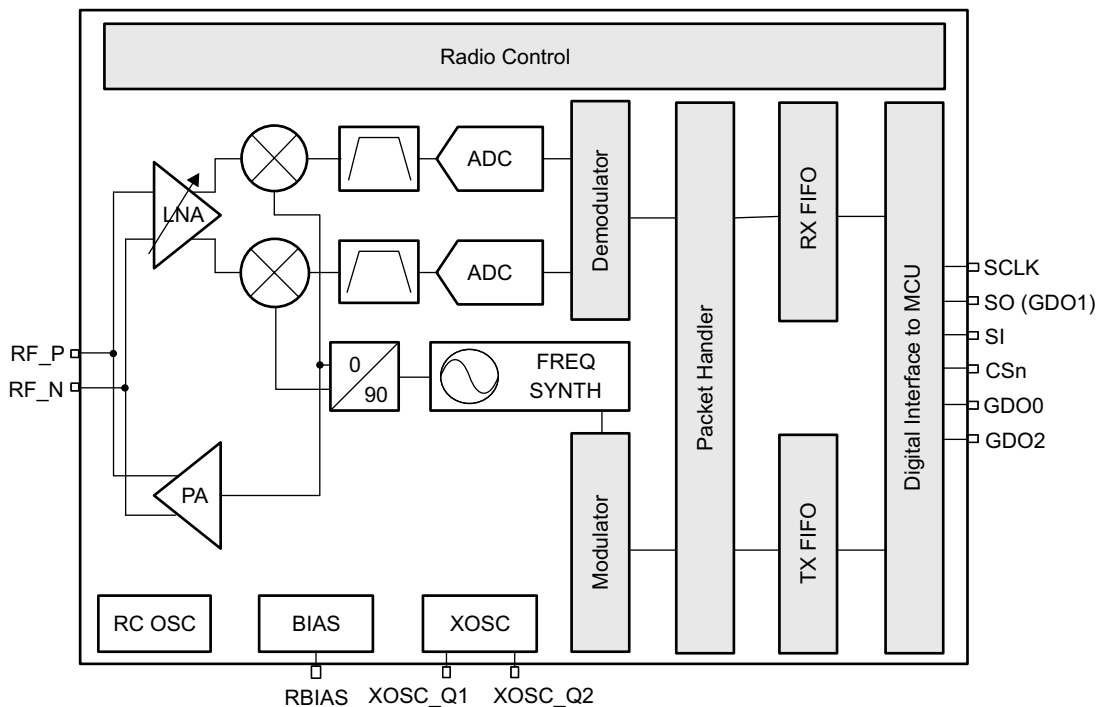 Radio Control
LNA
ADC
ADC
Demodulator
Packet Handler
RX FIFO
Digital Interface to MCU
SCLK
SO (GDO1)
SI
CSn
GDO0
GDO2
RF_P
RF_N
0
90
FREQ
SYNTH
PA
Modulator
TX FIFO
RC OSC
BIAS
XOSC
RBIAS
XOSC_Q1
XOSC_Q2